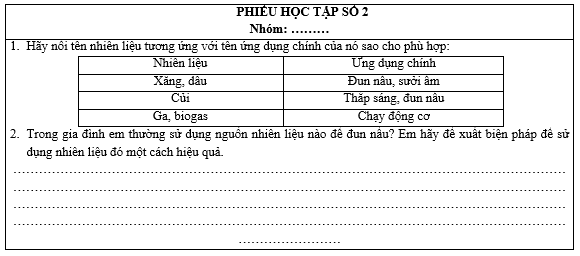 PHIẾU HỌC TẬP SỐ 2
Nhóm: ………
1. Hãy nối tên nhiên liệu tương ứng với tên ứng dụng chính của nó sao cho phù hợp:
Nhiên liệu Ứng dụng chính
Xăng, dầu Đun nấu, sưởi ấm
Củi Thắp sáng, đun nấu
Ga, biogas Chạy động cơ
2. Trong gia đình em thường sử dụng nguồn nhiên liệu nào để đun nấu? Em hãy đề xuất biện pháp để sử
dụng nhiên liệu đó một cách hiệu quả.